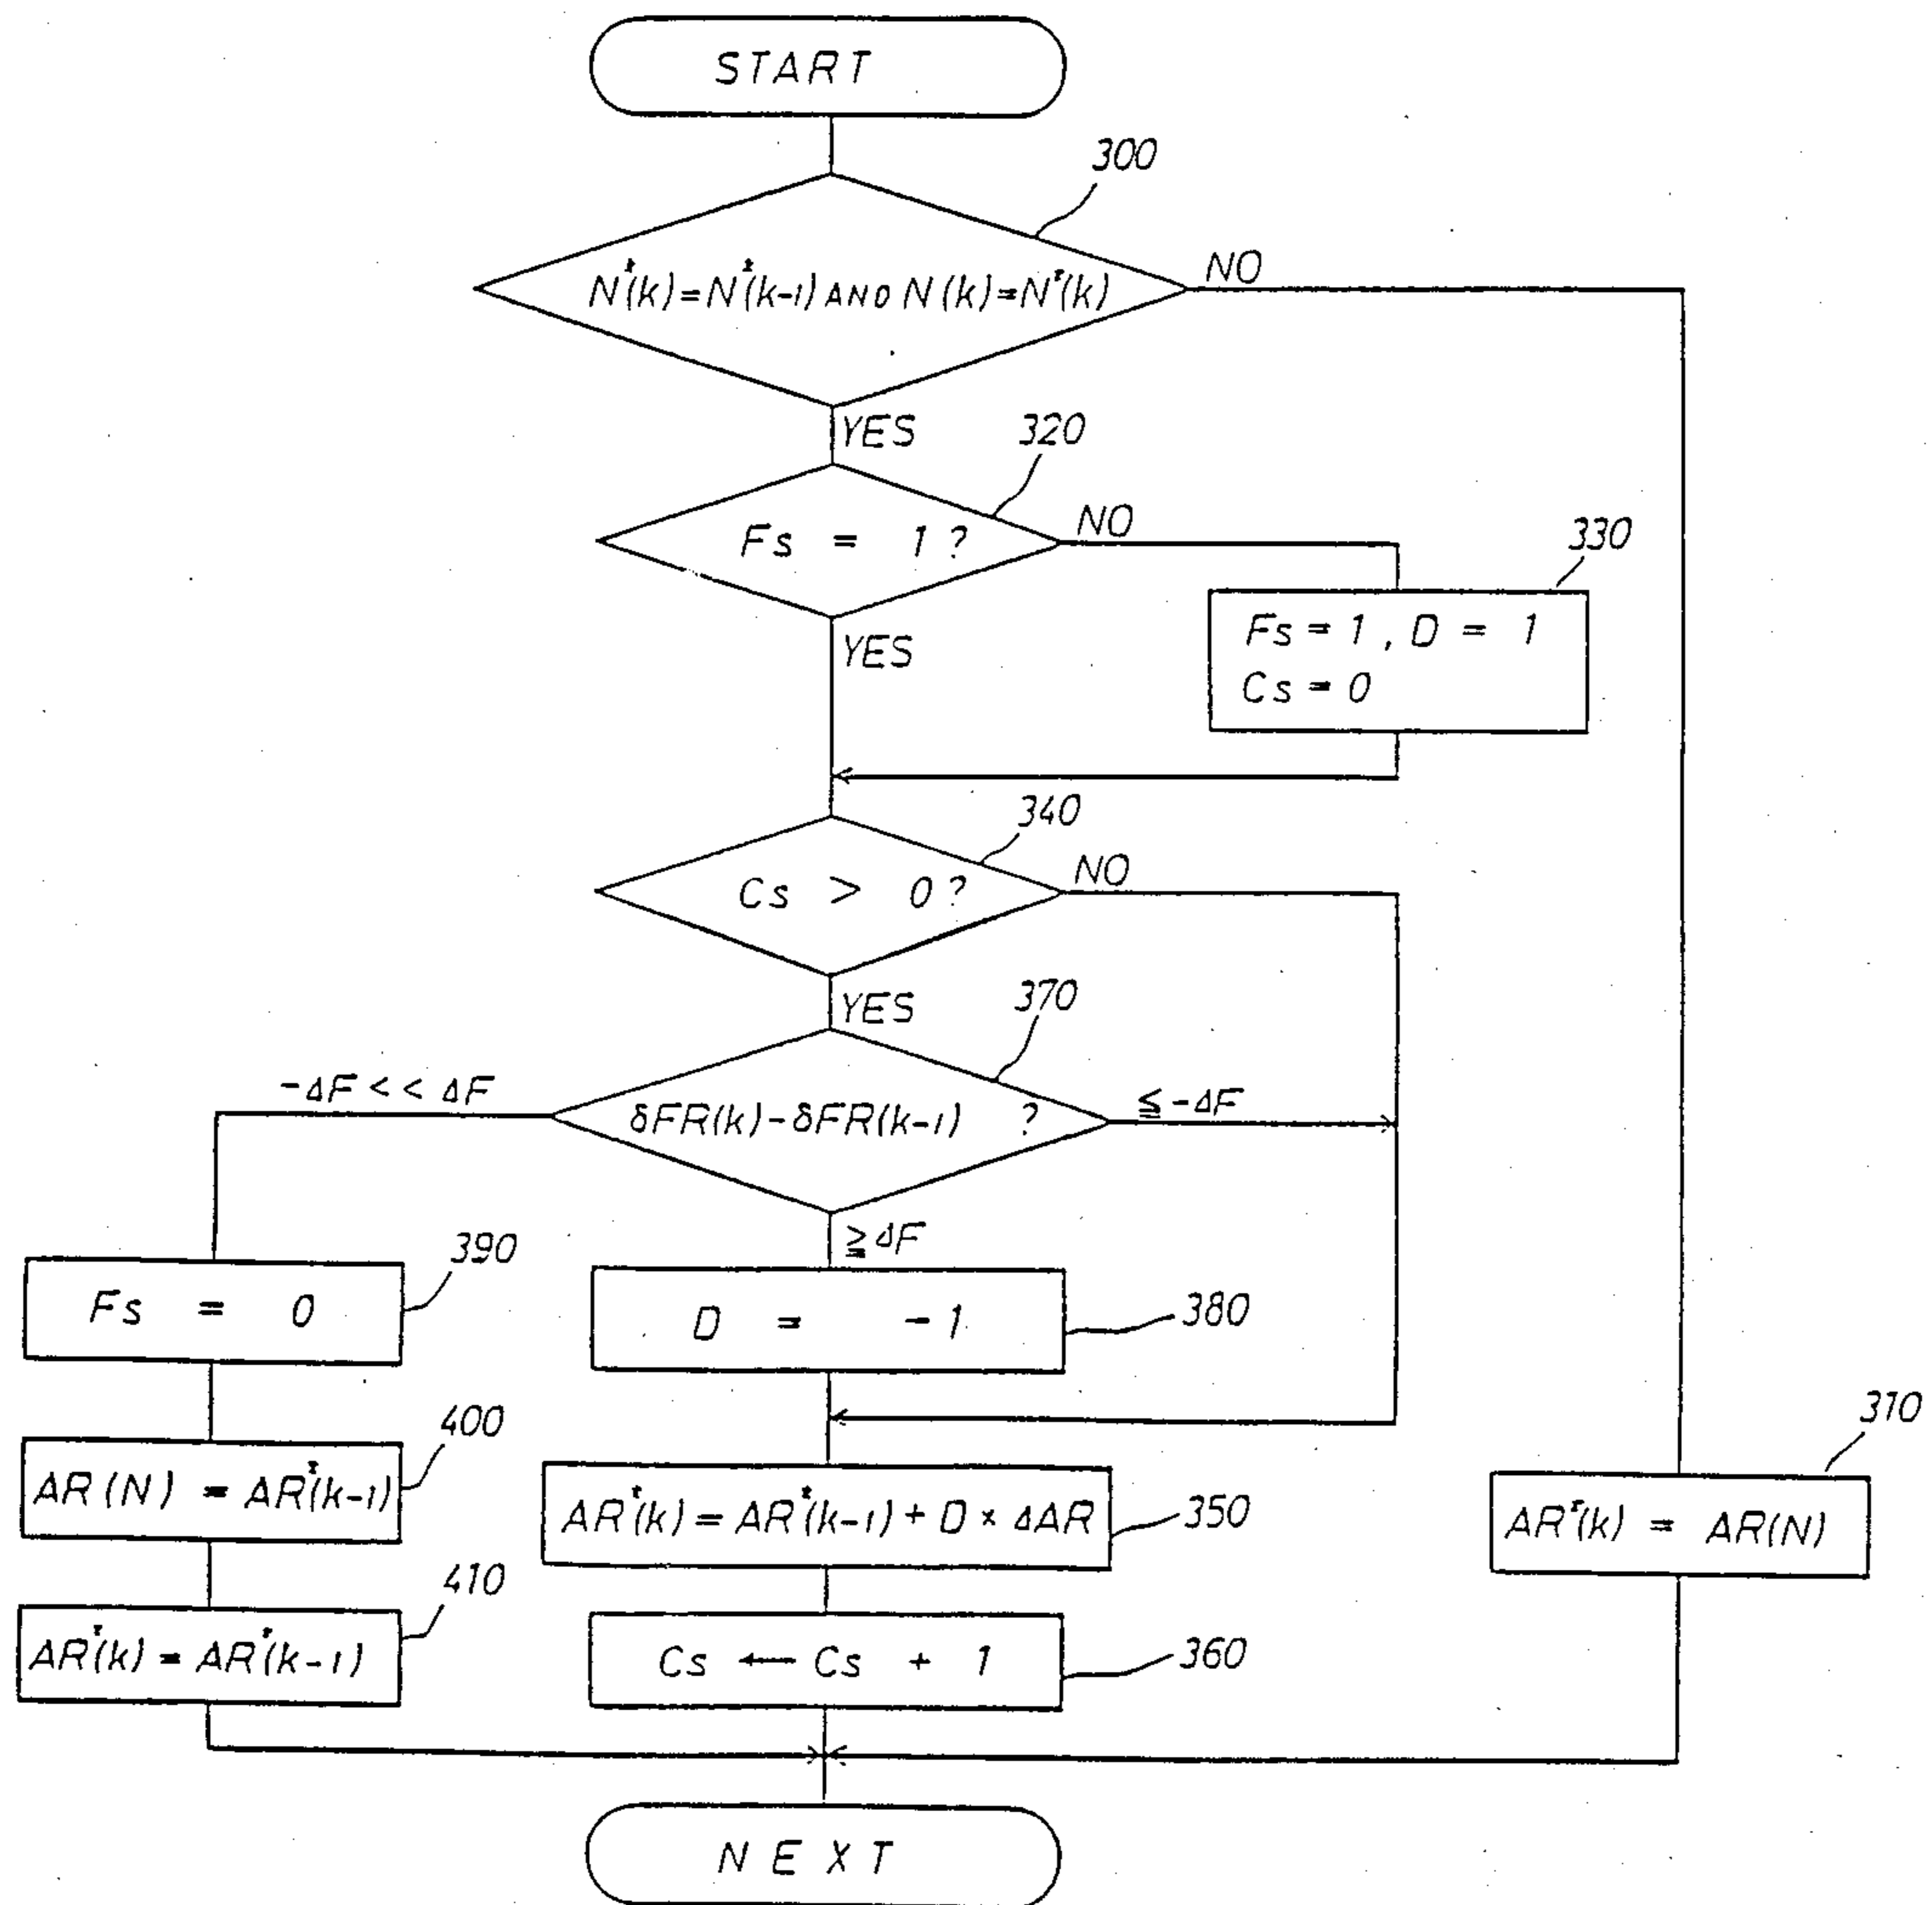 START
300
N*(k)=N*(k-1) AND N(k)=N*(k)
NO
YES
320
Fs = 1 ?
NO
330
Fs = 1 , D = 1
Cs = 0
YES
340
Cs > 0 ?
NO
YES
370
-ΔF < < ΔF
δFR(k)-δFR(k-1) ?
≦-ΔF
≧ΔF
390
Fs = 0
D = -1
380
400
AR(N) = AR*(k-1)
AR*(k) = AR*(k-1) + D × ΔAR
350
310
AR*(k) = AR(N)
410
AR*(k) = AR*(k-1)
Cs ← Cs + 1
360
NEXT